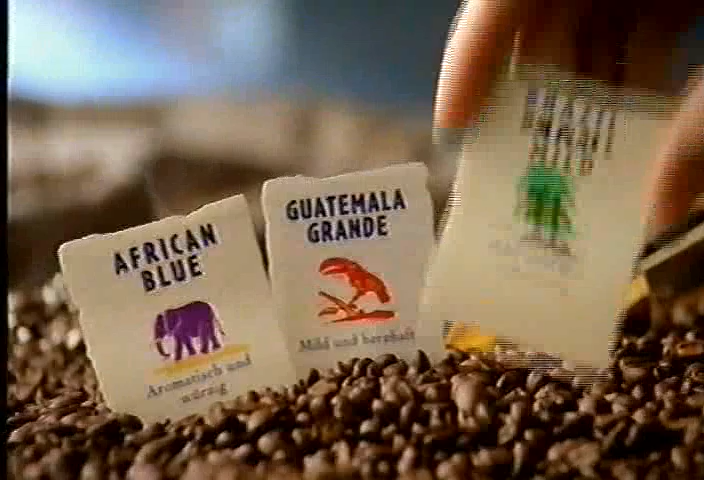 AFRICAN
BLUE
Aromatisch und
würzig
GUATEMALA
GRANDE
Mild und herzhaft